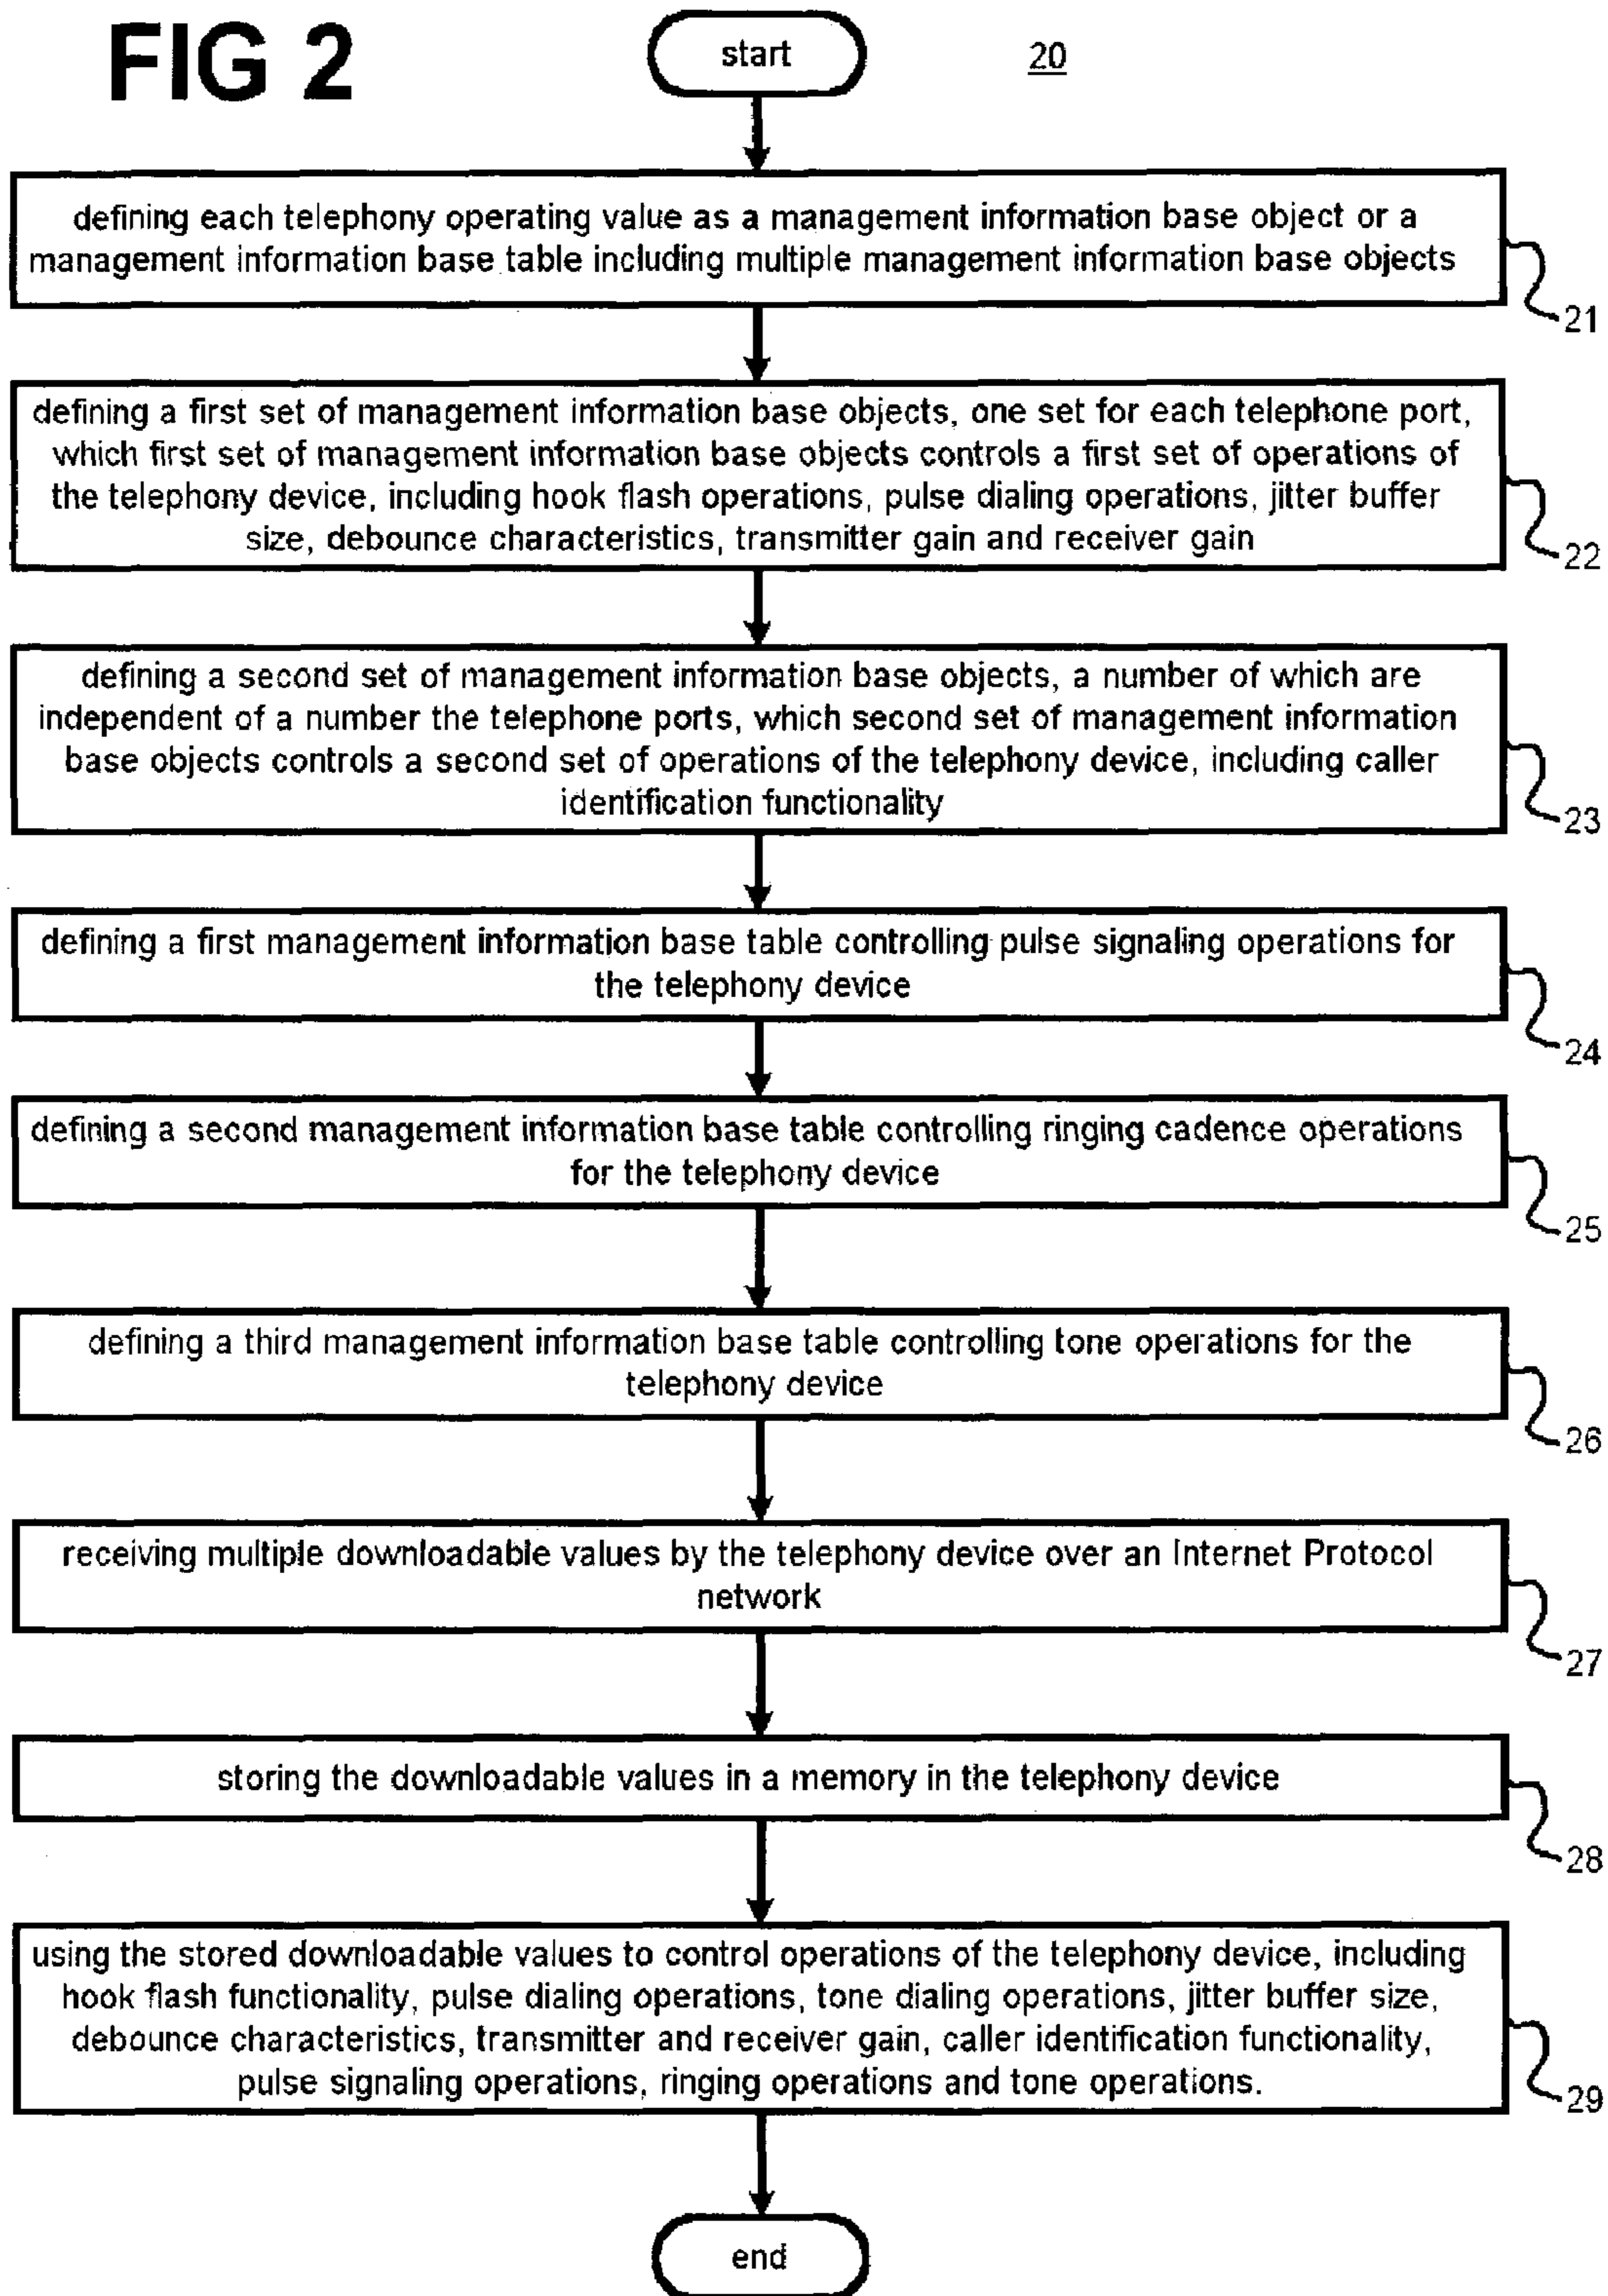 FIG 2
start
20
defining each telephony operating value as a management information base object or a
management information base table including multiple management information base objects
21
defining a first set of management information base objects, one set for each telephone port,
which first set of management information base objects controls a first set of operations of
the telephony device, including hook flash operations, pulse dialing operations, jitter buffer
size, debounce characteristics, transmitter gain and receiver gain
22
defining a second set of management information base objects, a number of which are
independent of a number the telephone ports, which second set of management information
base objects controls a second set of operations of the telephony device, including caller
identification functionality
23
defining a first management information base table controlling pulse signaling operations for
the telephony device
24
defining a second management information base table controlling ringing cadence operations
for the telephony device
25
defining a third management information base table controlling tone operations for the
telephony device
26
receiving multiple downloadable values by the telephony device over an Internet Protocol
network
27
storing the downloadable values in a memory in the telephony device
28
using the stored downloadable values to control operations of the telephony device, including
hook flash functionality, pulse dialing operations, tone dialing operations, jitter buffer size,
debounce characteristics, transmitter and receiver gain, caller identification functionality,
pulse signaling operations, ringing operations and tone operations.
29
end